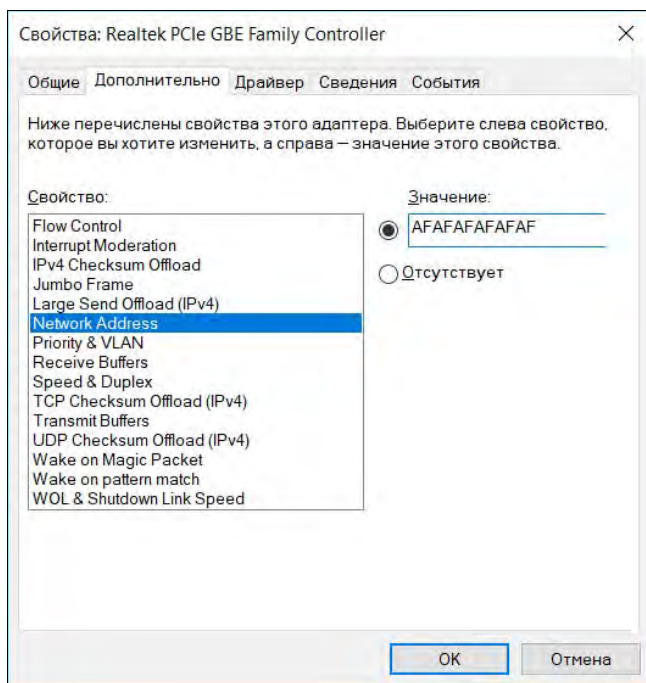 Свойства: Realtek PCIe GBE Family Controller
Общие Дополнительно Драйвер Сведения События
Ниже перечислены свойства этого адаптера. Выберите слева свойство,
которое вы хотите изменить, а справа — значение этого свойства.
Свойство:
Flow Control
Interrupt Moderation
IPv4 Checksum Offload
Jumbo Frame
Large Send Offload (IPv4)
Network Address
Priority & VLAN
Receive Buffers
Speed & Duplex
TCP Checksum Offload (IPv4)
Transmit Buffers
UDP Checksum Offload (IPv4)
Wake on Magic Packet
Wake on pattern match
WOL & Shutdown Link Speed
Значение:
AFAFAFAFAFAF
Отсутствует
OK Отмена